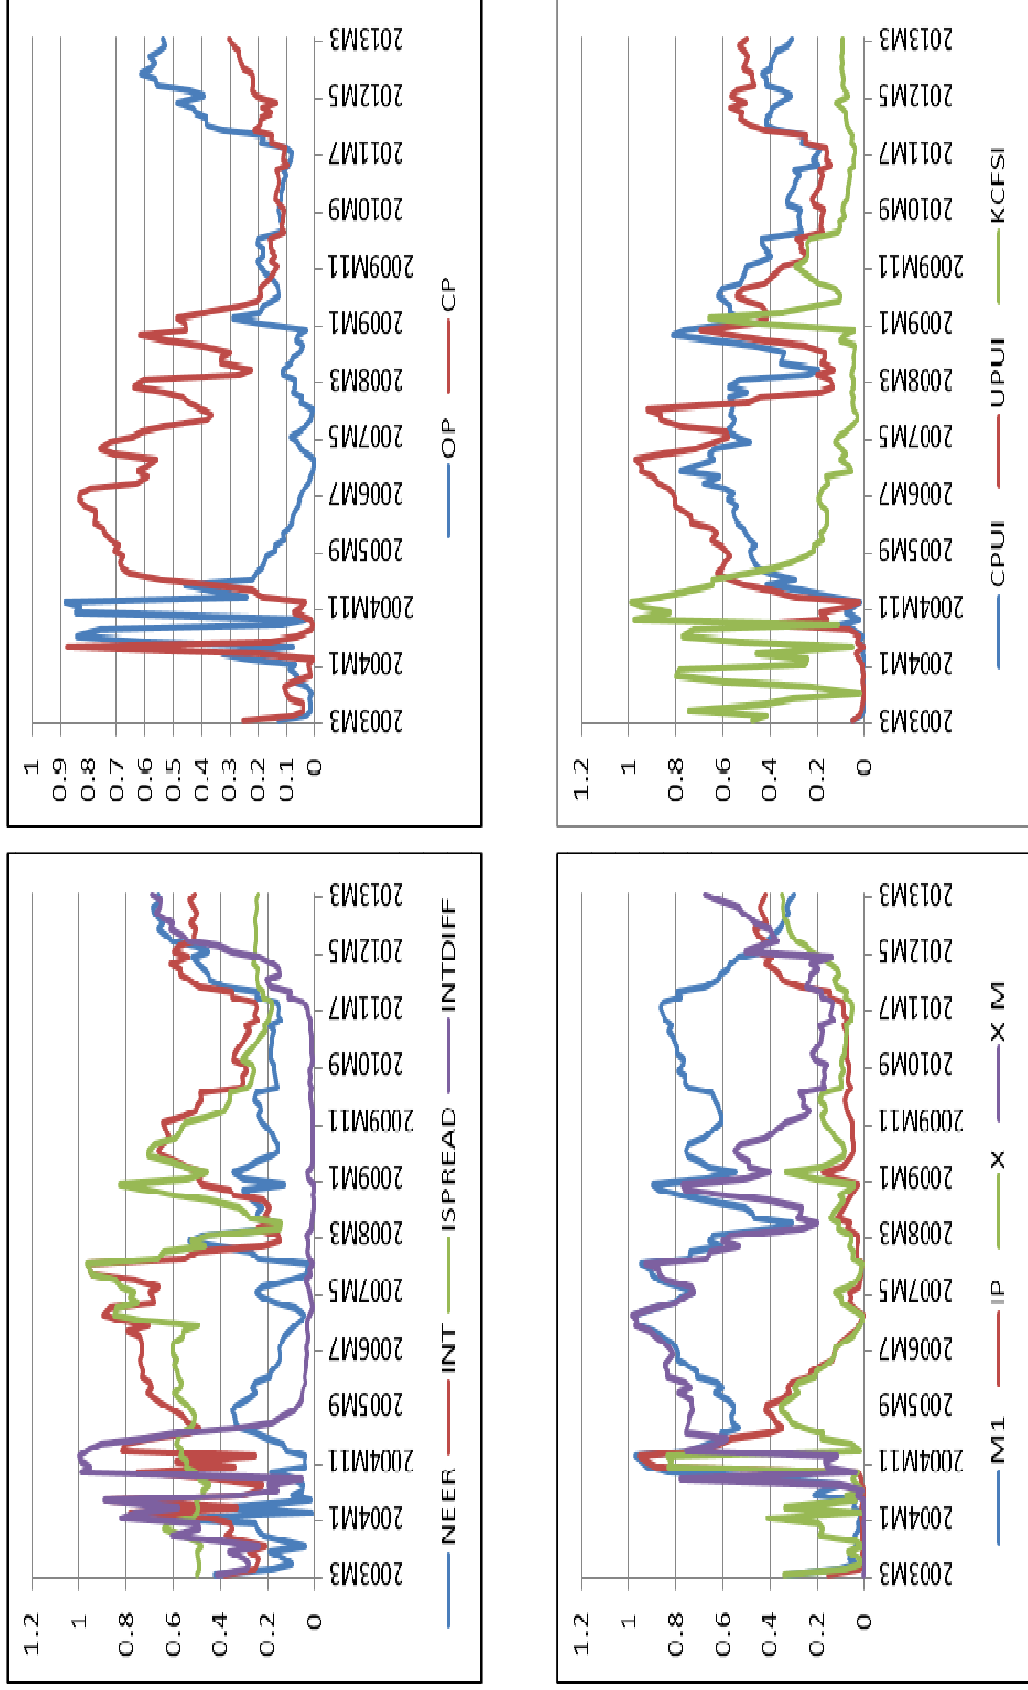 1.2
1
0.8
0.6
0.4
0.2
0
2003M3
2004M1
2004M11
2005M9
2006M7
2007M5
2008M3
2009M1
2009M11
2010M9
2011M7
2012M5
2013M3
NEER INT ISPREAD INTDIFF
1
0.9
0.8
0.7
0.6
0.5
0.4
0.3
0.2
0.1
0
2003M3
2004M1
2004M11
2005M9
2006M7
2007M5
2008M3
2009M1
2009M11
2010M9
2011M7
2012M5
2013M3
OP CP
1.2
1
0.8
0.6
0.4
0.2
0
2003M3
2004M1
2004M11
2005M9
2006M7
2007M5
2008M3
2009M1
2009M11
2010M9
2011M7
2012M5
2013M3
M1 IP X X M
1.2
1
0.8
0.6
0.4
0.2
0
2003M3
2004M1
2004M11
2005M9
2006M7
2007M5
2008M3
2009M1
2009M11
2010M9
2011M7
2012M5
2013M3
CPUI UPUI KCFSI